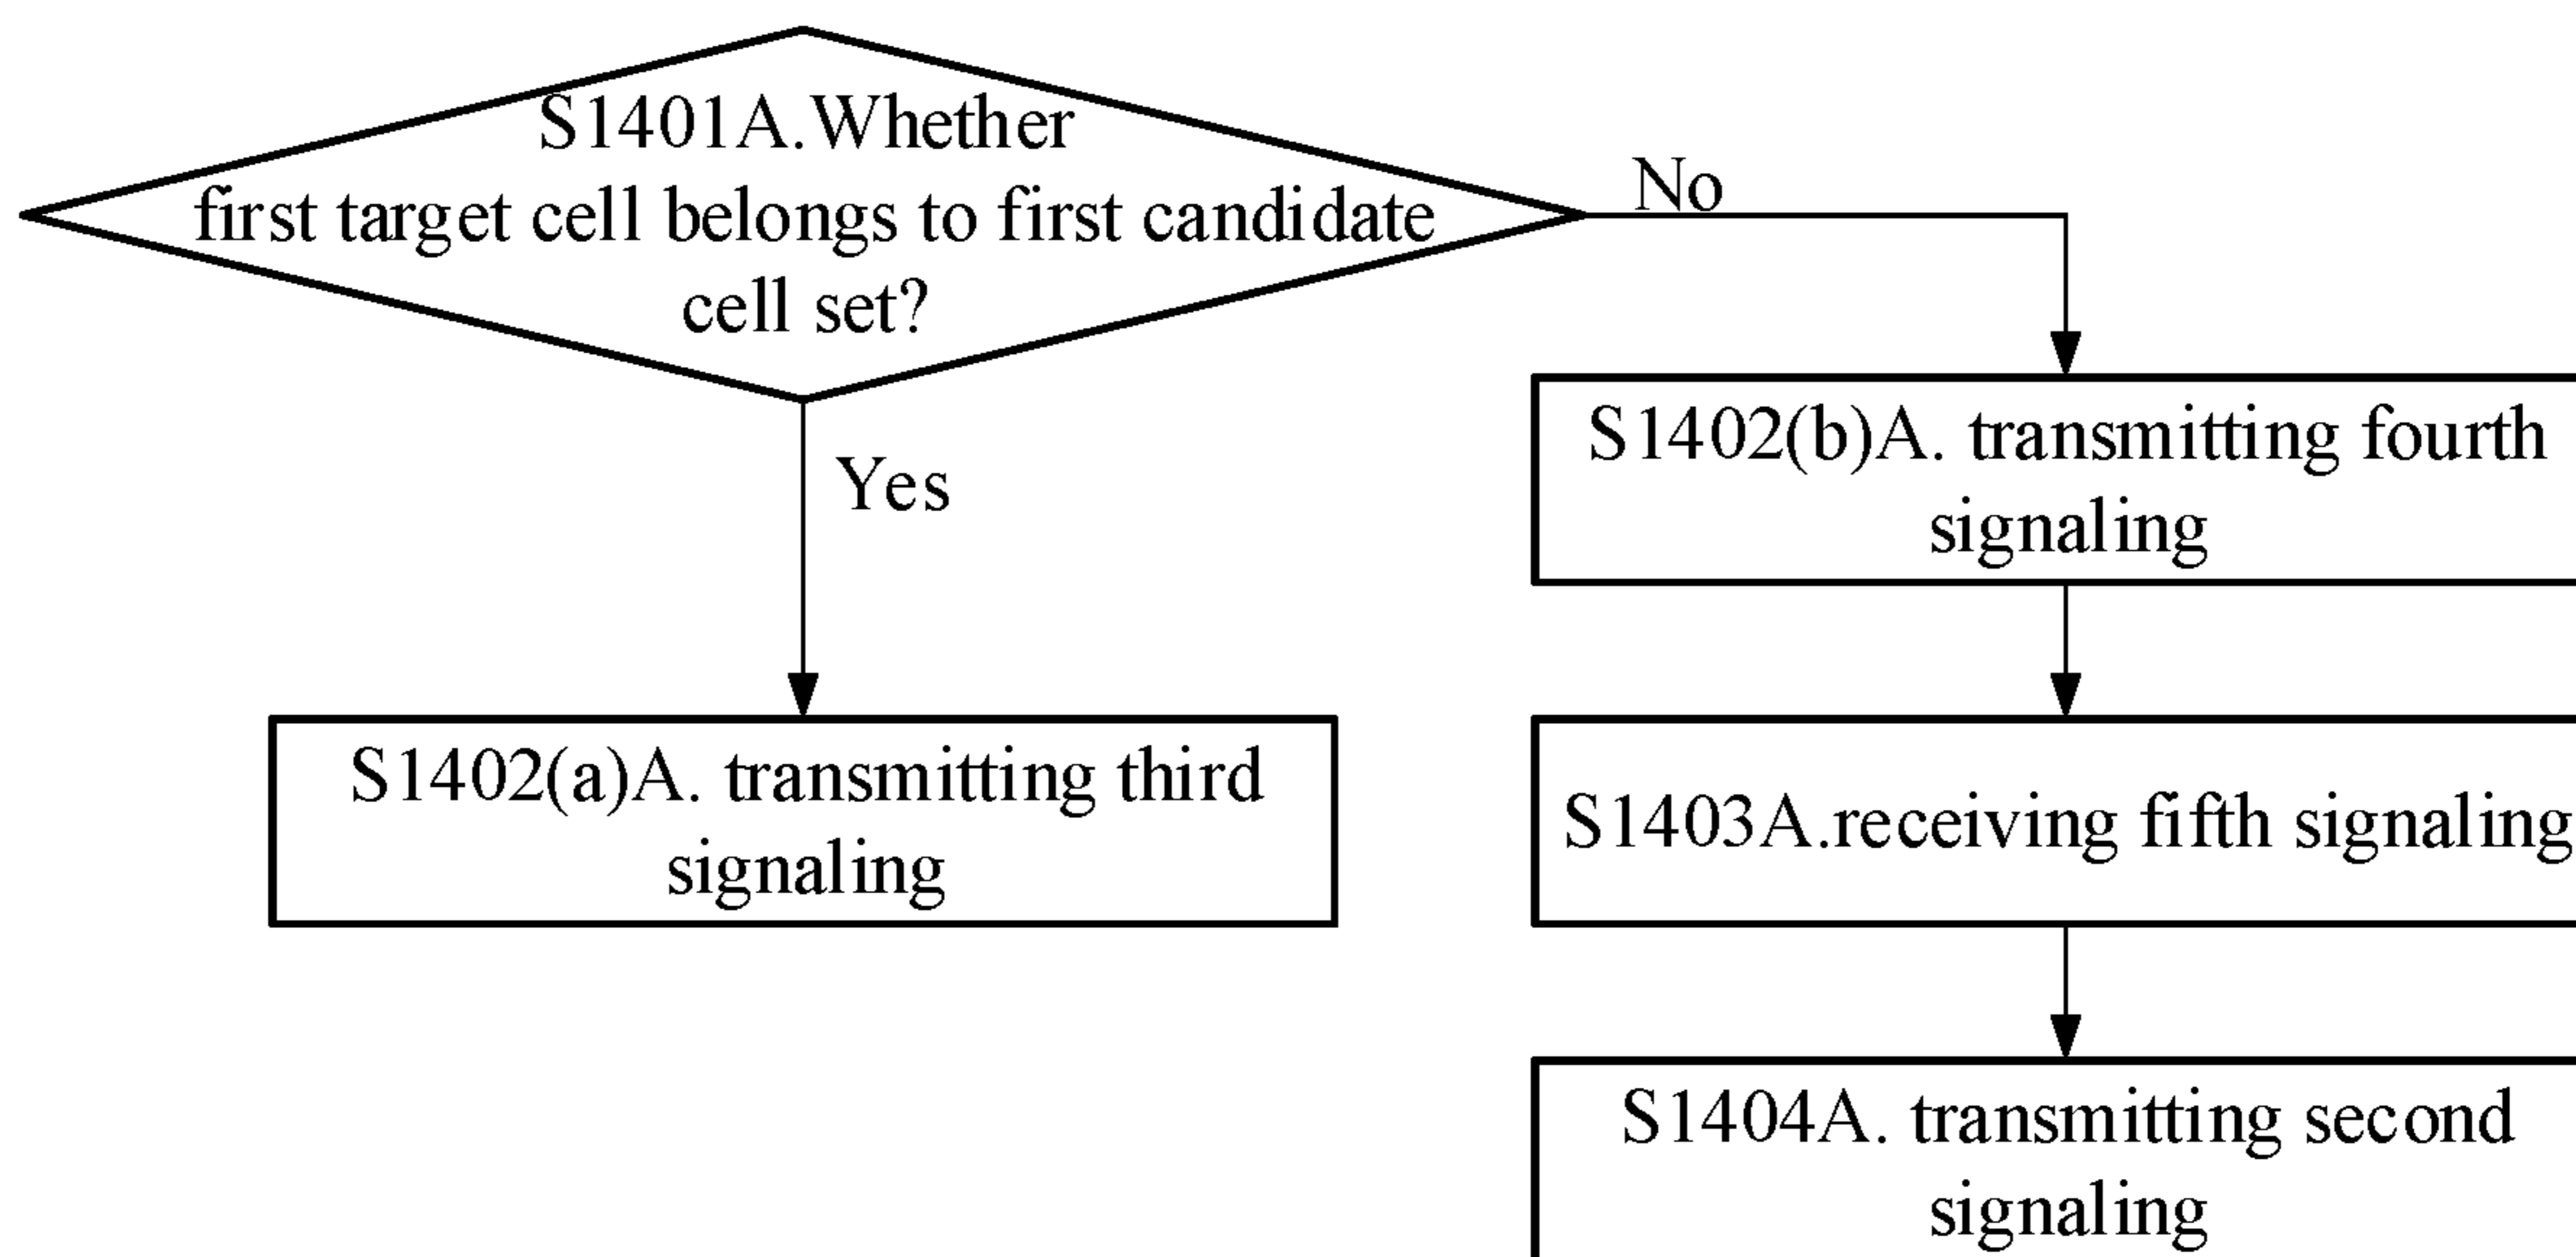 S1401A.Whether
first target cell belongs to first candidate
cell set?
No
Yes
S1402(b)A. transmitting fourth
signaling
S1402(a)A. transmitting third
signaling
S1403A.receiving fifth signaling
S1404A. transmitting second
signaling